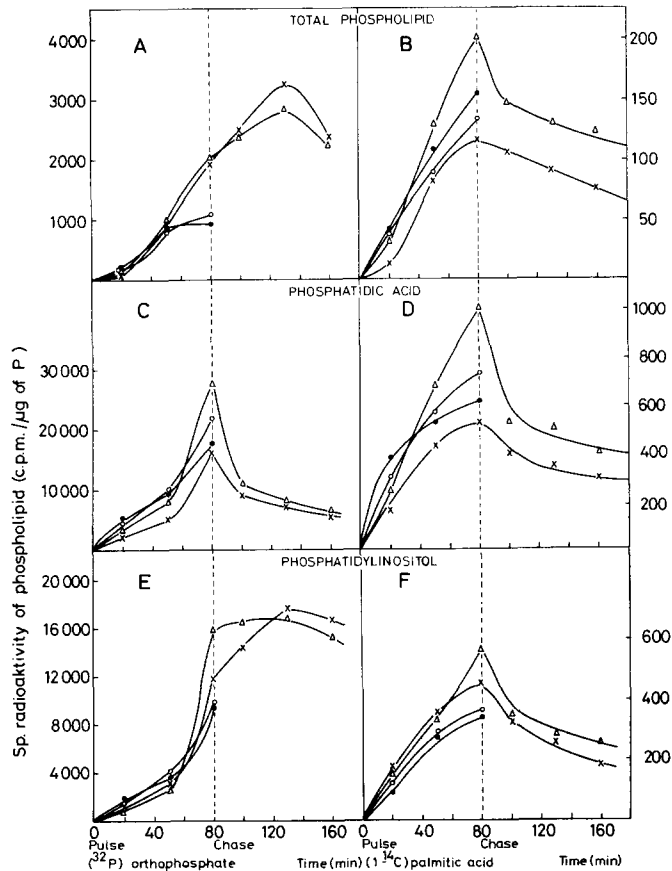 TOTAL PHOSPHOLIPID
A
B
4000
3000
2000
1000
200
150
100
50
PHOSPHATIDIC ACID
C
D
30 000
20 000
10 000
1000
800
600
400
200
PHOSPHATIDYLINOSITOL
E
F
20 000
16 000
12 000
8 000
4 000
600
400
200
Sp. radioaktivity of phospholipid (c.p.m./µg of P)
0 40 80 120 160 0 40 80 120 160
Pulse Chase Pulse Chase
(32P) orthophosphate Time(min) (1-14C) palmitic acid Time(min)